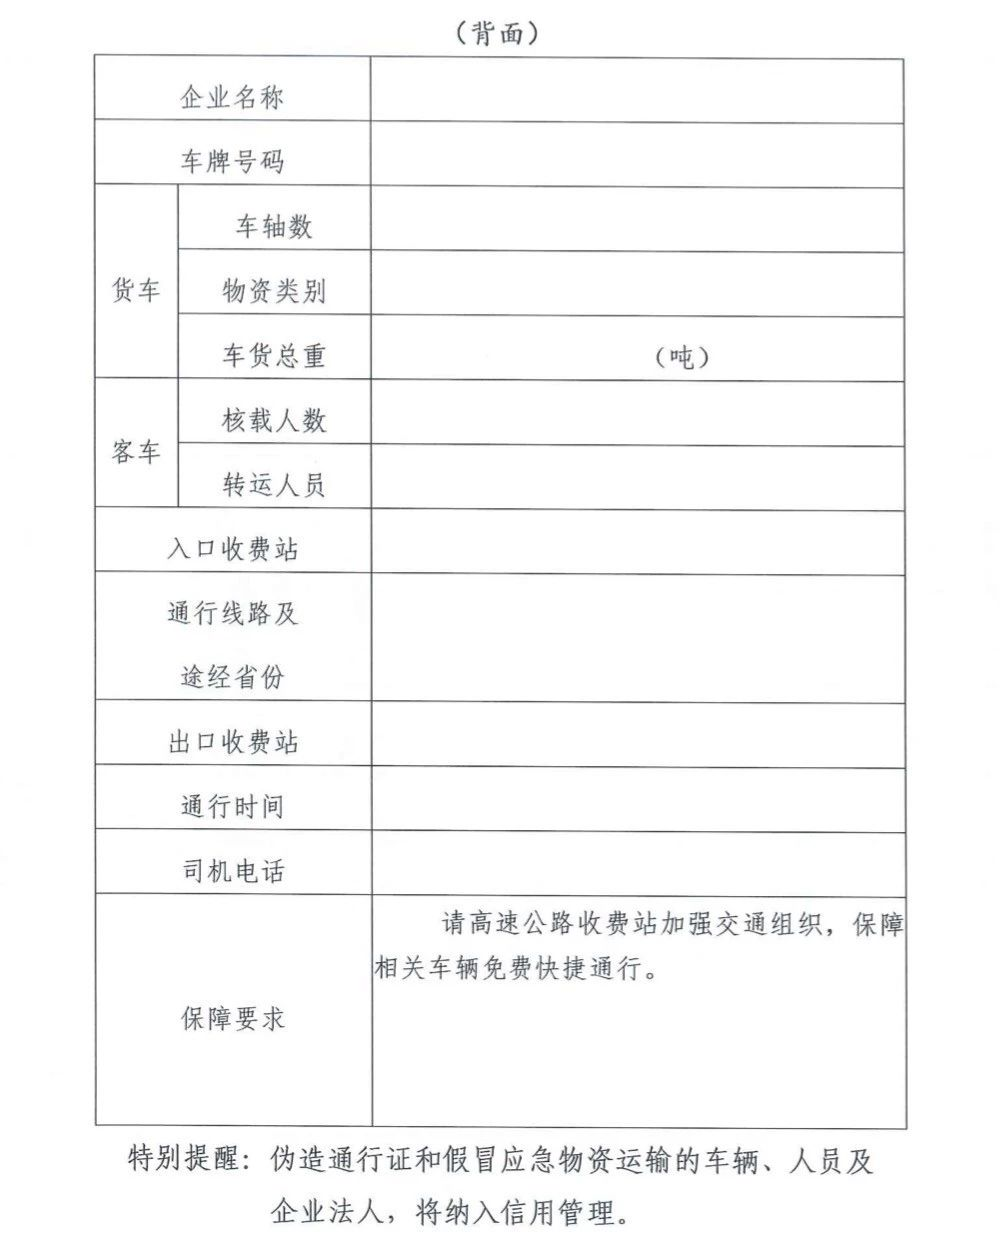 （背面）
企业名称
车牌号码
货车
车轴数
物资类别
车货总重
（吨）
客车
核载人数
转运人员
入口收费站
通行线路及
途经省份
出口收费站
通行时间
司机电话
保障要求
请高速公路收费站加强交通组织，保障
相关车辆免费快捷通行。
特别提醒：伪造通行证和假冒应急物资运输的车辆、人员及
企业法人，将纳入信用管理。